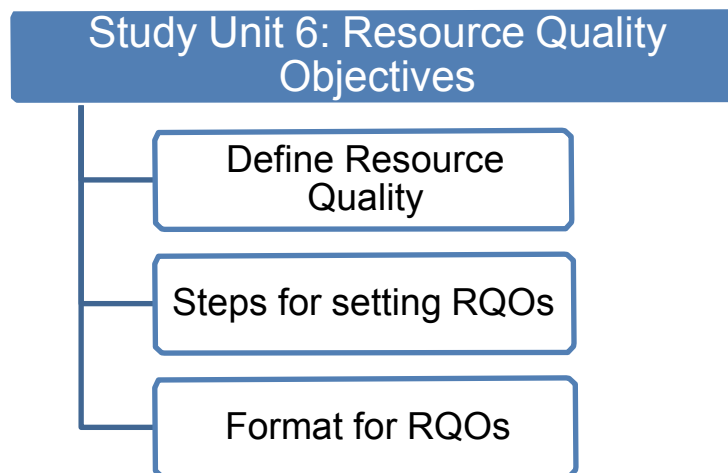 Study Unit 6: Resource Quality
Objectives
Define Resource
Quality
Steps for setting RQOs
Format for RQOs